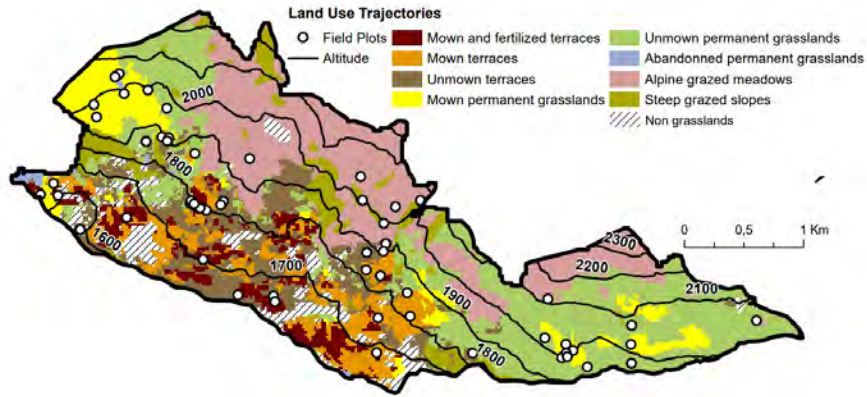 Land Use Trajectories
Field Plots
Altitude
Mown and fertilized terraces
Mown terraces
Unmown terraces
Mown permanent grasslands
Unmown permanent grasslands
Abandonned permanent grasslands
Alpine grazed meadows
Steep grazed slopes
Non grasslands
2000
1800
1600
1700
1900
1800
2300
2200
2100
0 0,5 1 Km